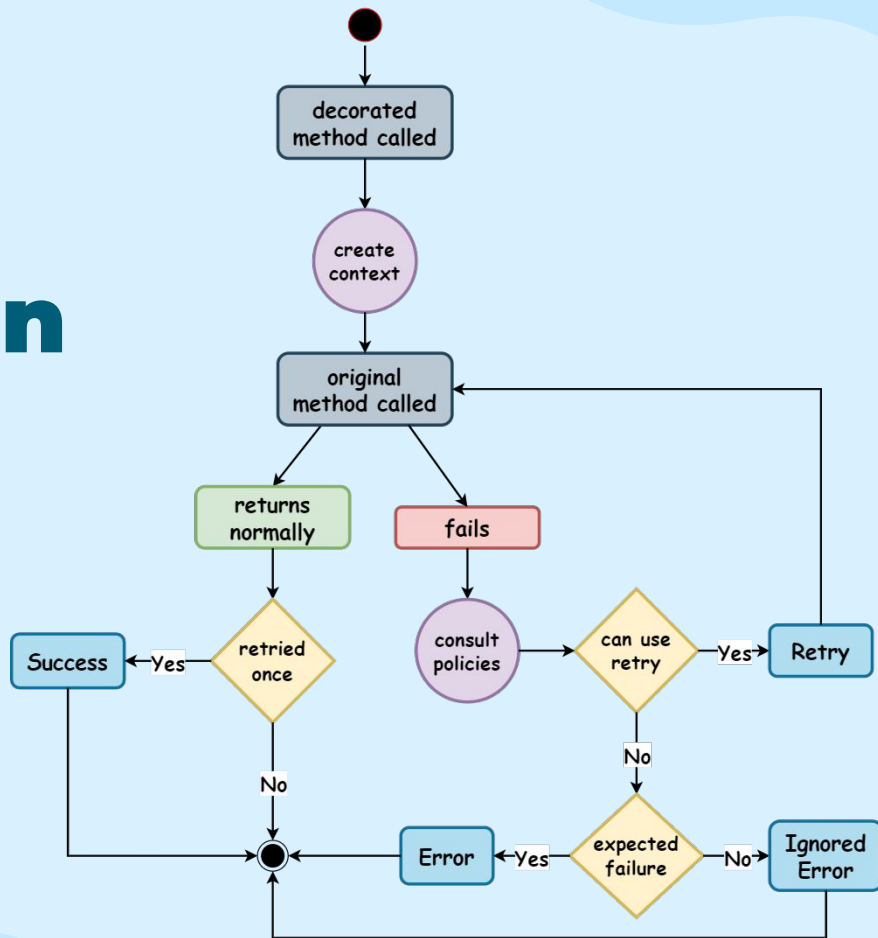 decorated
method called
create
context
n
original
method called
returns
normally
fails
Success
Yes
retried
once
consult
policies
can use
retry
Yes
Retry
No
No
Error
Yes
expected
failure
No
Ignored
Error